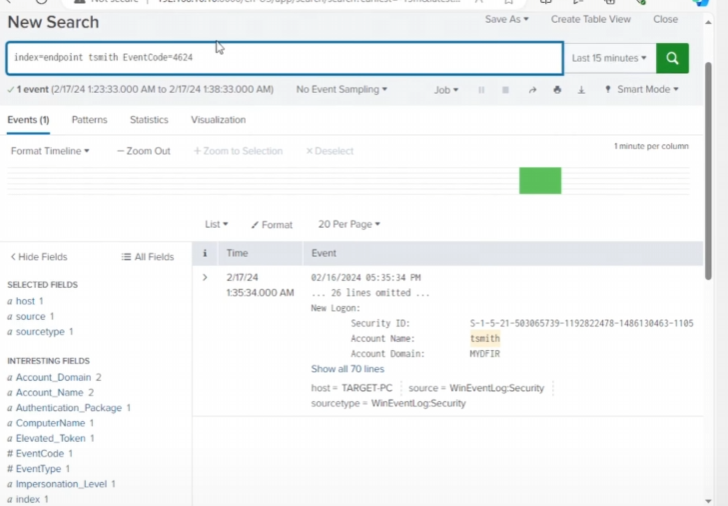 New Search
Save As
Create Table View
Close
index=endpoint tsmith EventCode=4624
Last 15 minutes
1 event (2/17/24 1:23:33.000 AM to 2/17/24 1:38:33.000 AM)
No Event Sampling
Job
Smart Mode
Events (1)
Patterns
Statistics
Visualization
Format Timeline
— Zoom Out
+ Zoom to Selection
× Deselect
1 minute per column
List
Format
20 Per Page
< Hide Fields
All Fields
i
Time
Event
SELECTED FIELDS
a host 1
a source 1
a sourcetype 1
INTERESTING FIELDS
a Account_Domain 2
a Account_Name 2
a Authentication_Package 1
a ComputerName 1
a Elevated_Token 1
# EventCode 1
# EventType 1
a Impersonation_Level 1
a index 1
>
2/17/24
1:35:34.000 AM
02/16/2024 05:35:34 PM
... 26 lines omitted ...
New Logon:
Security ID: S-1-5-21-503065739-1192822478-1486130463-1105
Account Name: tsmith
Account Domain: MYDFIR
Show all 70 lines
host = TARGET-PC source = WinEventLog:Security
sourcetype = WinEventLog:Security